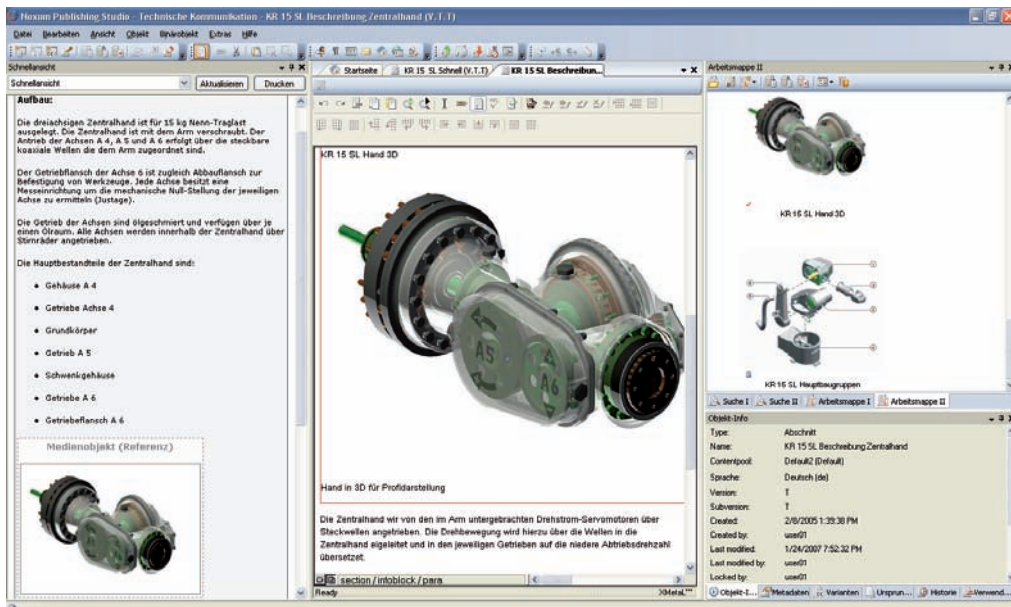 Noxum Publishing Studio - Technische Kommunikation - KR 15 SL Beschreibung Zentralhand (V.T.T)
Datei Bearbeiten Ansicht Objekt Binärobjekt Extras Hilfe
Schnellansicht
Schnellansicht Aktualisieren Drucken
Aufbau:
Die dreiachsigen Zentralhand ist für 15 kg Nenn-Traglast
ausgelegt. Die Zentralhand ist mit dem Arm verschraubt. Der
Antrieb der Achsen A 4, A 5 und A 6 erfolgt über die steckbare
koaxiale Wellen die dem Arm zugeordnet sind.
Der Getriebflansch der Achse 6 ist zugleich Abbauflansch zur
Befestigung von Werkzeuge. Jede Achse besitzt eine
Messeinrichtung um die mechanische Null-Stellung der jeweiligen
Achse zu ermitteln (Justage).
Die Getrieb der Achsen sind ölgeschmiert und verfügen über je
einen Ölraum. Alle Achsen werden innerhalb der Zentralhand über
Stirnräder angetrieben.
Die Hauptbestandteile der Zentralhand sind:
• Gehäuse A 4
• Getriebe Achse 4
• Grundkörper
• Getrieb A 5
• Schwenkgehäuse
• Getriebe A 6
• Getriebeflansch A 6
Medienobjekt (Referenz)
Startseite KR 15 SL Schnell (V.T.T) KR 15 SL Beschreibun...
KR 15 SL Hand 3D
A5
A6
Hand in 3D für Profidarstellung
Die Zentralhand wir von den im Arm untergebrachten Drehstrom-Servomotoren über
Steckwellen angetrieben. Die Drehbewegung wird hierzu über die Wellen in die
Zentralhand eigeleitet und in den jeweiligen Getrieben auf die niedere Abtriebsdrehzahl
übersetzt.
section / infoblock / para
Ready XMetaL™
Arbeitsmappe II
KR 15 SL Hand 3D
KR 15 SL Hauptbaugruppen
Suche I Suche II Arbeitsmappe I Arbeitsmappe II
Objekt-Info
Type: Abschnitt
Name: KR 15 SL Beschreibung Zentralhand
Contentpool: Default2 (Default)
Sprache: Deutsch (de)
Version: T
Subversion: T
Created: 2/8/2005 1:39:38 PM
Created by: user01
Last modified: 1/24/2007 7:52:32 PM
Last modified by: user01
Locked by: user01
Objekt-I... Metadaten Varianten Ursprun... Historie Verwend...